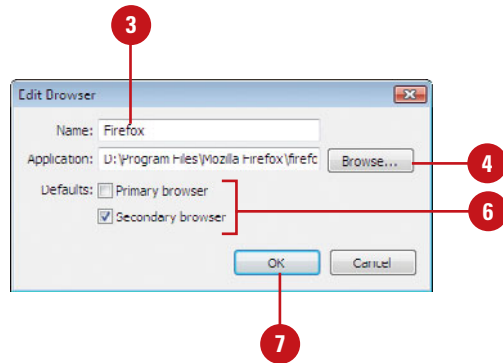 3
Edit Browser
Name: Firefox
Application: D:\Program Files\Mozilla Firefox\firefc Browse...
4
Defaults: Primary browser
Secondary browser
6
OK Cancel
7